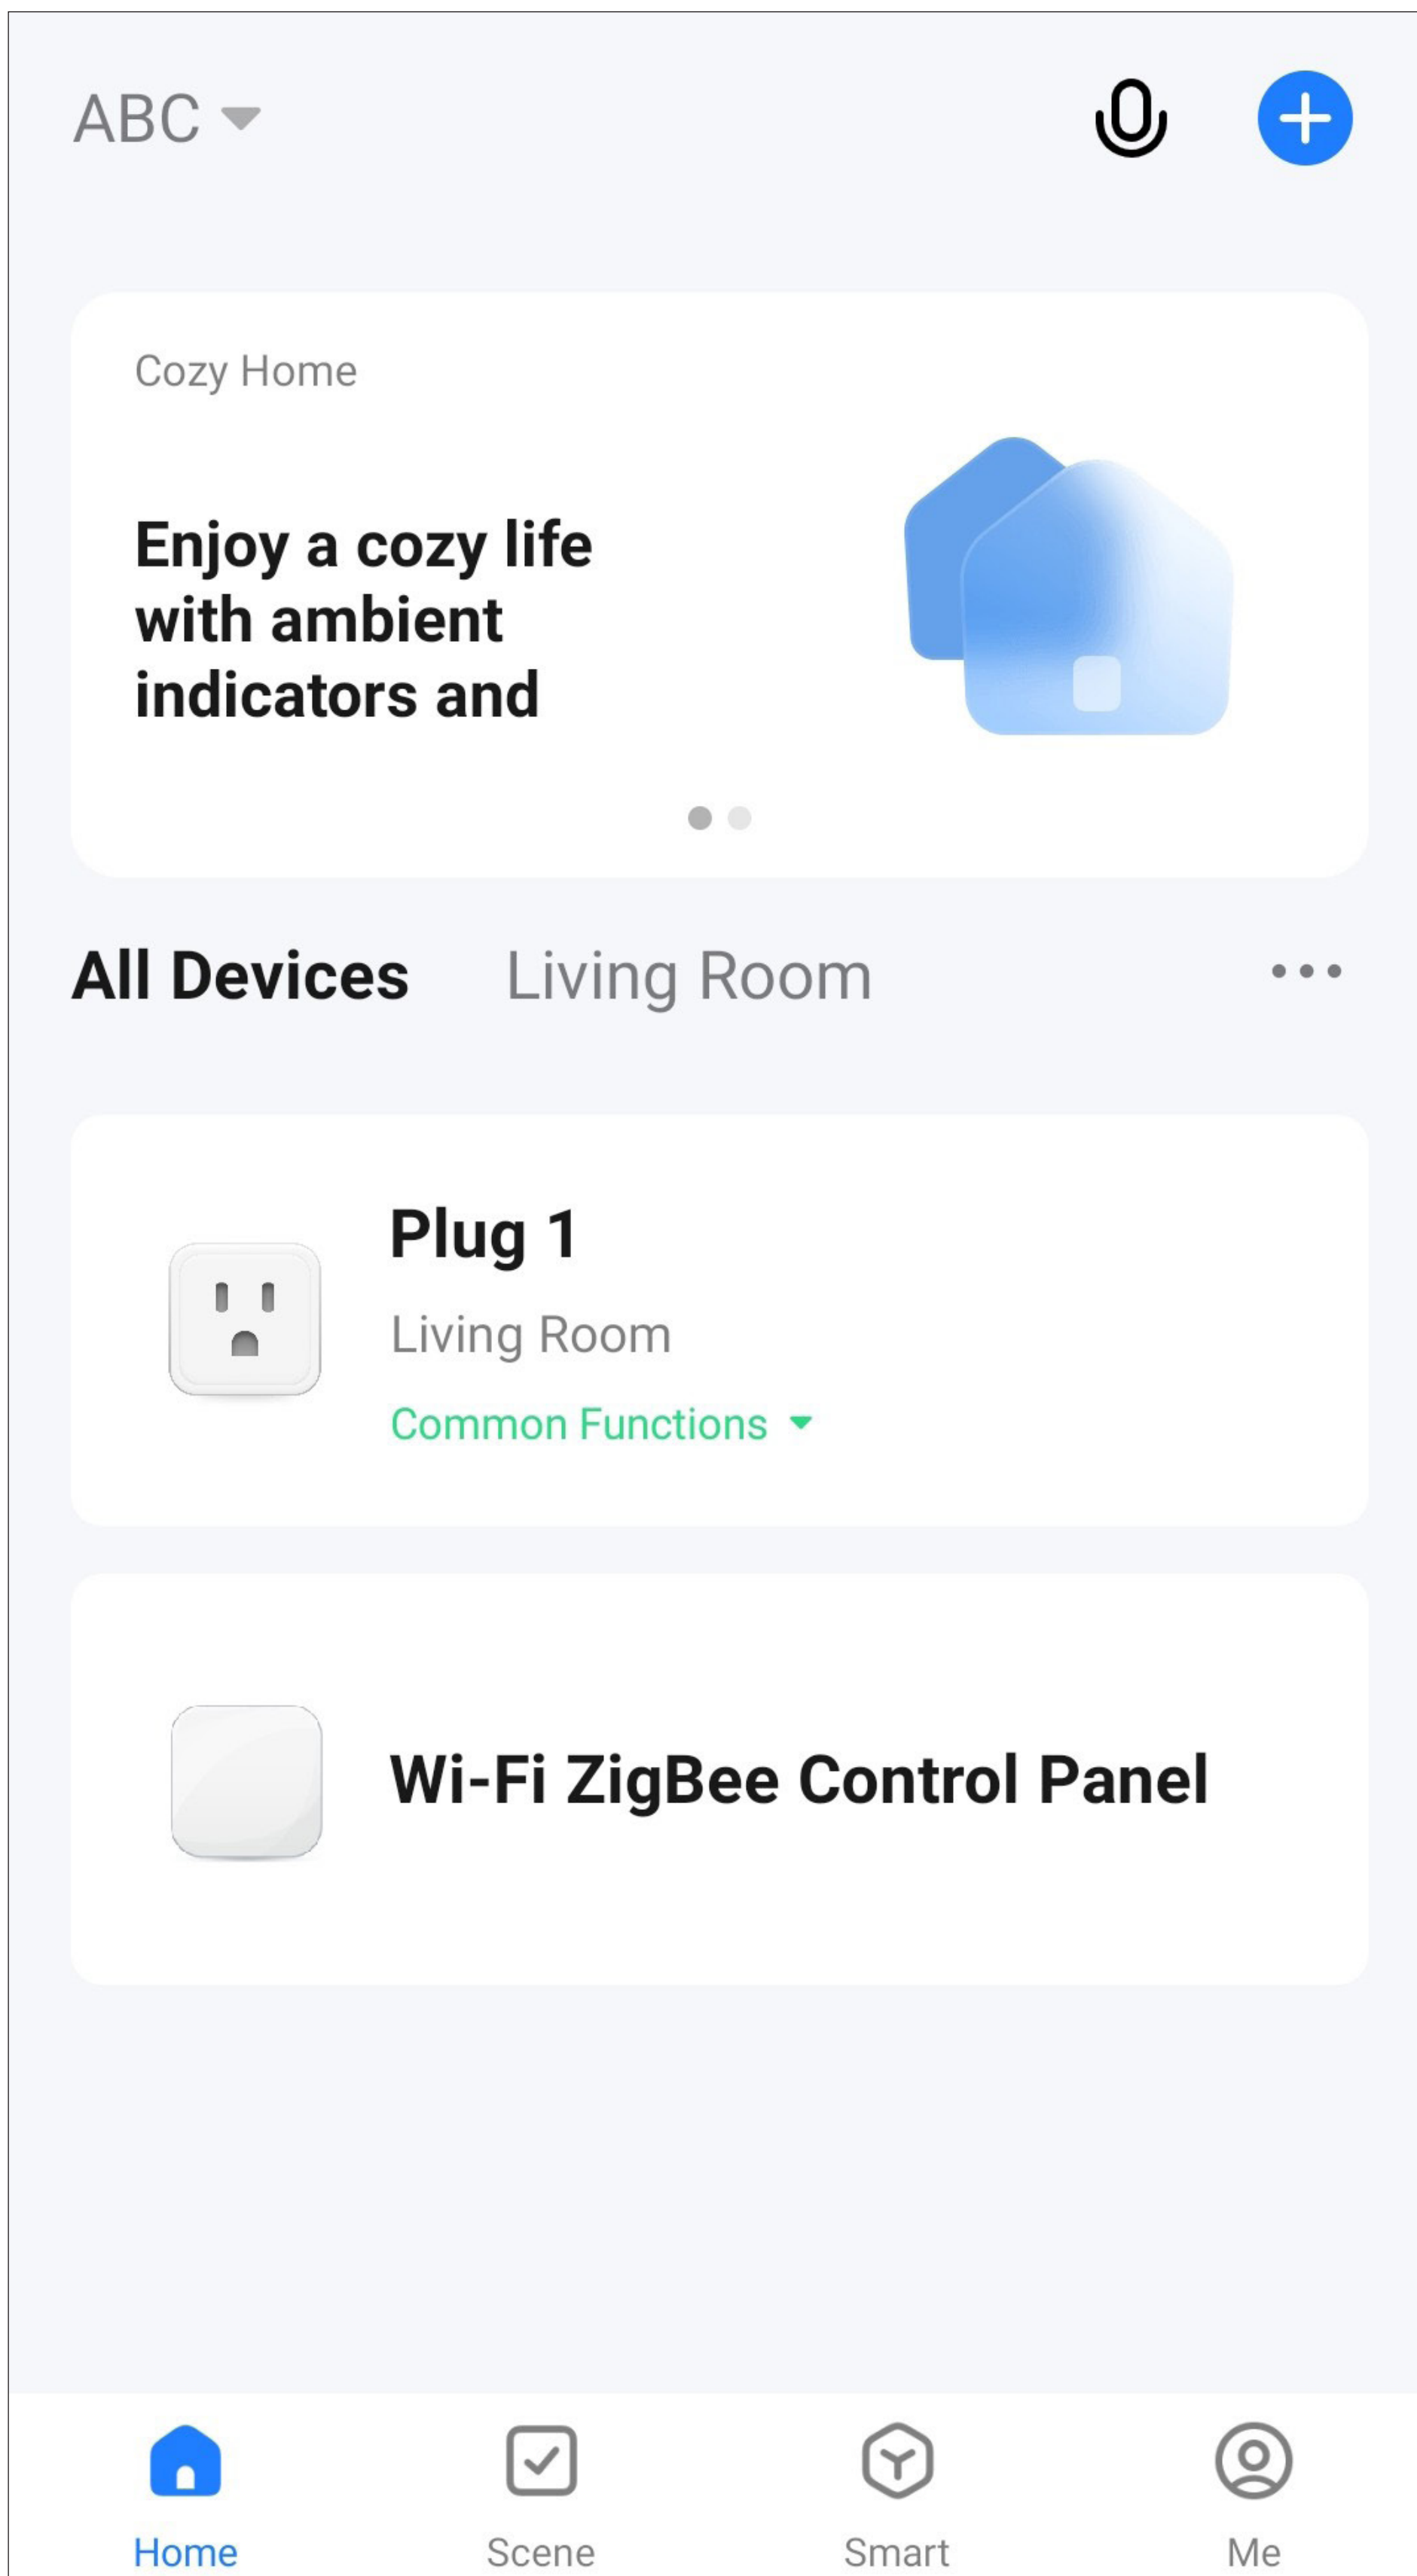 ABC
Cozy Home
Enjoy a cozy life
with ambient
indicators and
All Devices Living Room
Plug 1
Living Room
Common Functions
Wi-Fi ZigBee Control Panel
Home Scene Smart Me